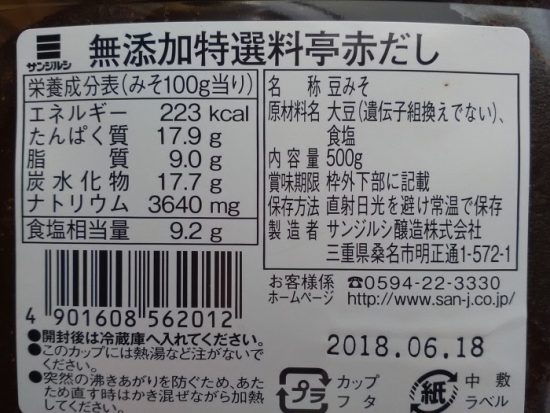 サンジルシ
無添加特選料亭赤だし
栄養成分表(みそ100g当り)
エネルギー 223 kcal
たんぱく質 17.9 g
脂質 9.0 g
炭水化物 17.7 g
ナトリウム 3640 mg
食塩相当量 9.2 g
名称 豆みそ
原材料名 大豆(遺伝子組換えでない)、
食塩
内容量 500g
賞味期限 枠外下部に記載
保存方法 直射日光を避け常温で保存
製造者 サンジルシ醸造株式会社
三重県桑名市明正通1-572-1
お客様係 ☎0594-22-3330
ホームページ http://www.san-j.co.jp/
4 901608 562012
●開封後は冷蔵庫へ入れてください。
●このカップには熱湯など注がないで
ください。
●突然の沸きあがりを防ぐため、あた
ため直す時はかき混ぜながら加熱
してください。
2018.06.18
プラ
カップ
フタ
紙
中敷
ラベル